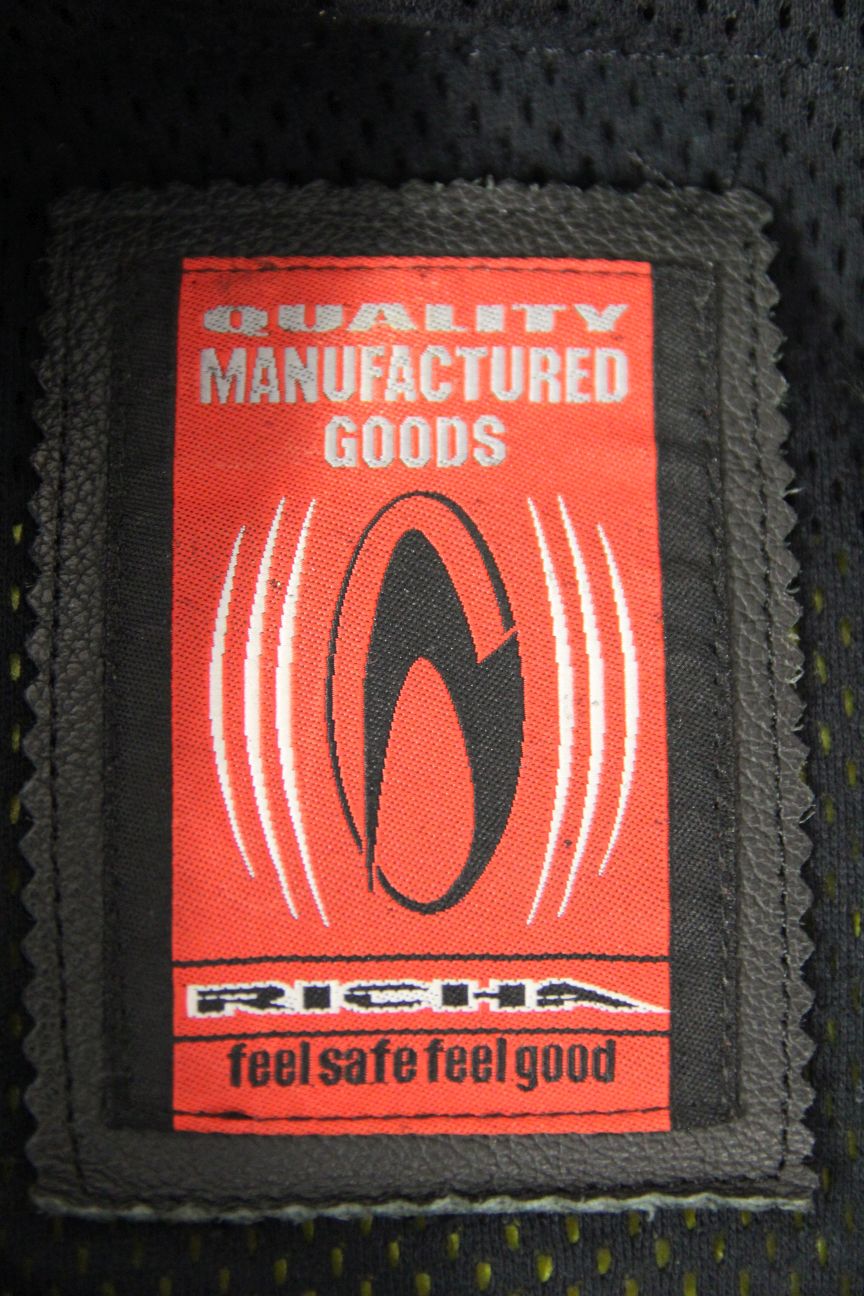 QUALITY
MANUFACTURED
GOODS
RICHA
feel safe feel good